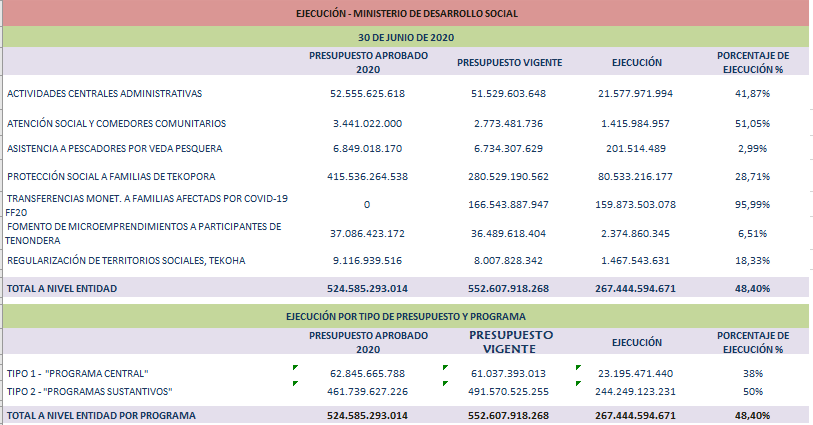 EJECUCIÓN - MINISTERIO DE DESARROLLO SOCIAL
30 DE JUNIO DE 2020
PRESUPUESTO APROBADO 2020 PRESUPUESTO VIGENTE EJECUCIÓN PORCENTAJE DE EJECUCIÓN %
ACTIVIDADES CENTRALES ADMINISTRATIVAS 52.555.625.618 51.529.603.648 21.577.971.994 41,87%
ATENCIÓN SOCIAL Y COMEDORES COMUNITARIOS 3.441.022.000 2.773.481.736 1.415.984.957 51,05%
ASISTENCIA A PESCADORES POR VEDA PESQUERA 6.849.018.170 6.734.307.629 201.514.489 2,99%
PROTECCIÓN SOCIAL A FAMILIAS DE TEKOPORA 415.536.264.538 280.529.190.562 80.533.216.177 28,71%
TRANSFERENCIAS MONET. A FAMILIAS AFECTADS POR COVID-19
FF20 0 166.543.887.947 159.873.503.078 95,99%
FOMENTO DE MICROEMPRENDIMIENTOS A PARTICIPANTES DE
TENONDERA 37.086.423.172 36.489.618.404 2.374.860.345 6,51%
REGULARIZACIÓN DE TERRITORIOS SOCIALES, TEKOHA 9.116.939.516 8.007.828.342 1.467.543.631 18,33%
TOTAL A NIVEL ENTIDAD 524.585.293.014 552.607.918.268 267.444.594.671 48,40%
EJECUCIÓN POR TIPO DE PRESUPUESTO Y PROGRAMA
PRESUPUESTO APROBADO 2020 PRESUPUESTO VIGENTE EJECUCIÓN PORCENTAJE DE EJECUCIÓN %
TIPO 1 - "PROGRAMA CENTRAL" 62.845.665.788 61.037.393.013 23.195.471.440 38%
TIPO 2 - "PROGRAMAS SUSTANTIVOS" 461.739.627.226 491.570.525.255 244.249.123.231 50%
TOTAL A NIVEL ENTIDAD POR PROGRAMA 524.585.293.014 552.607.918.268 267.444.594.671 48,40%